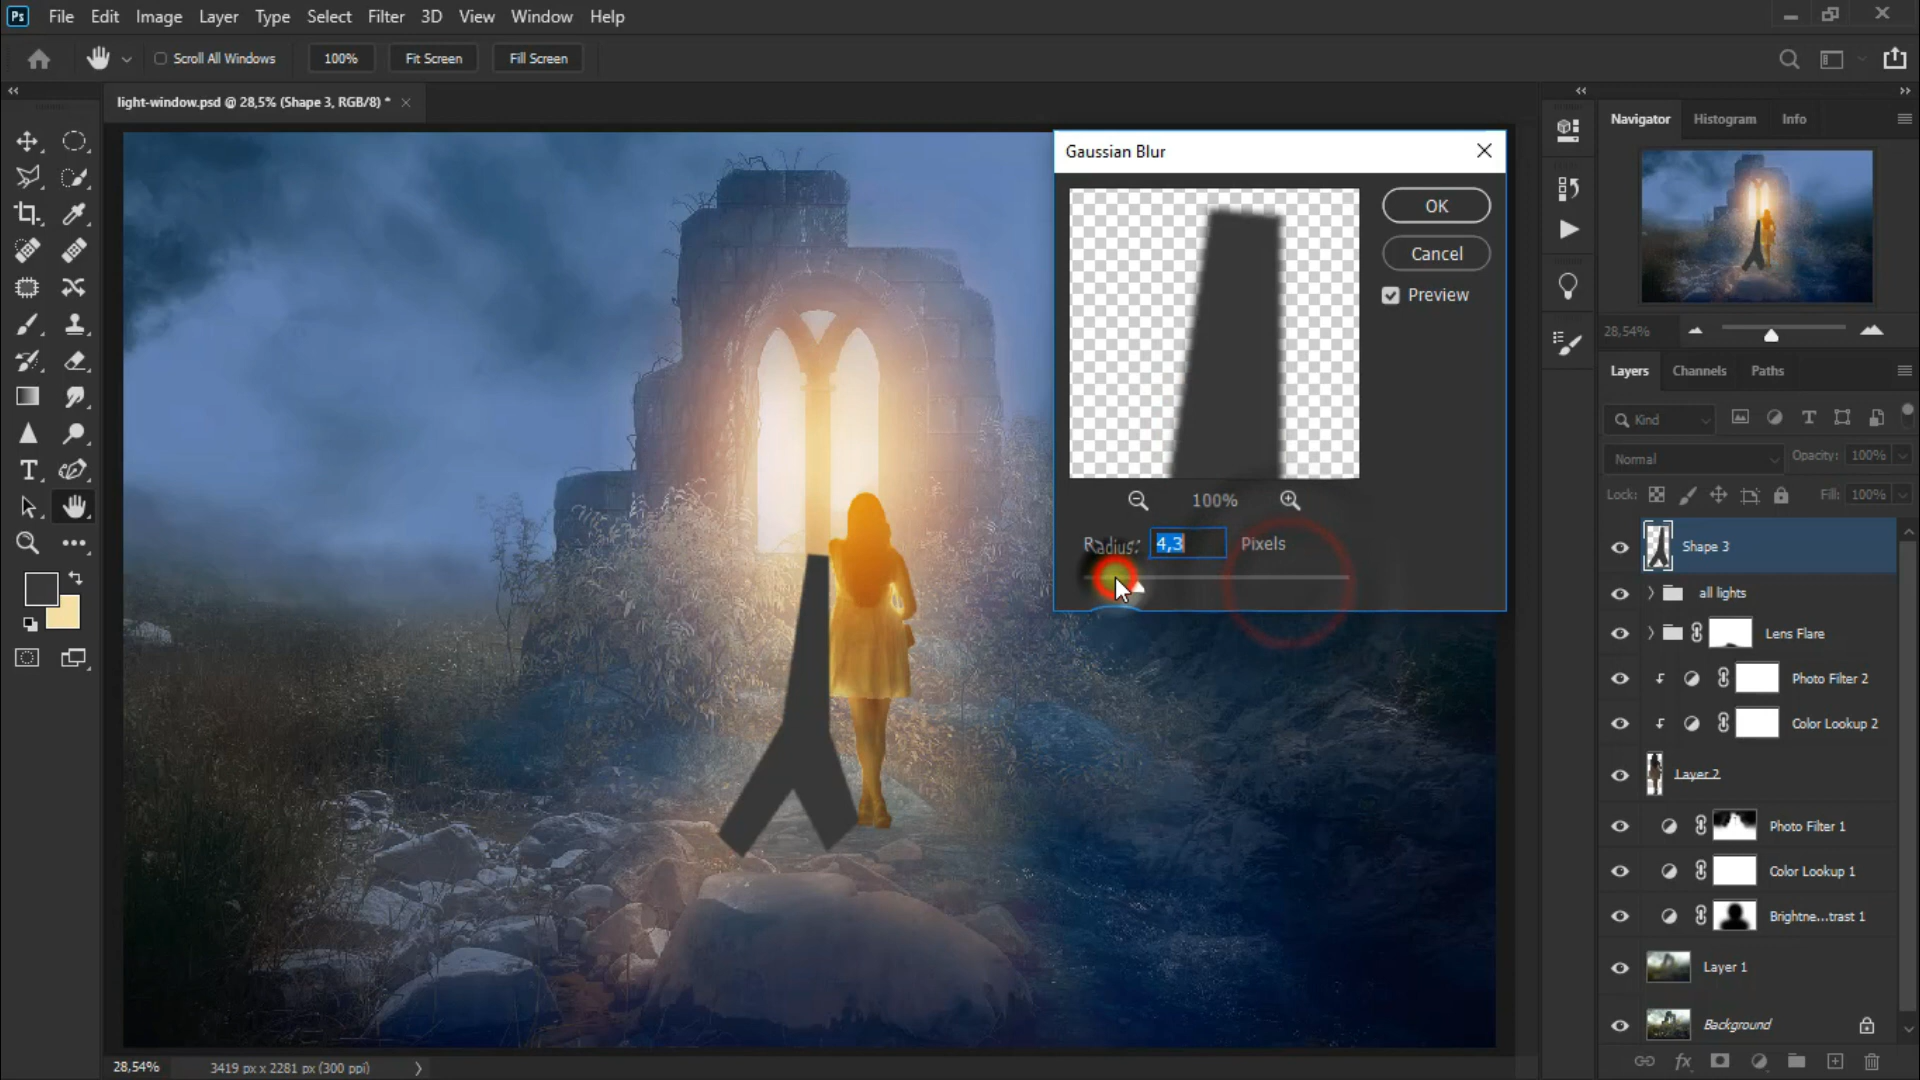 Ps File Edit Image Layer Type Select Filter 3D View Window Help
Scroll All Windows 100% Fit Screen Fill Screen
light-window.psd @ 28,5% (Shape 3, RGB/8) *
Gaussian Blur
OK
Cancel
Preview
100%
Radius: 4,3 Pixels
Navigator Histogram Info
28,54%
Layers Channels Paths
Kind
Normal Opacity: 100%
Lock: Fill: 100%
Shape 3
all lights
Lens Flare
Photo Filter 2
Color Lookup 2
Layer 2
Photo Filter 1
Color Lookup 1
Brightne...trast 1
Layer 1
Background
28,54% 3419 px x 2281 px (300 ppi)